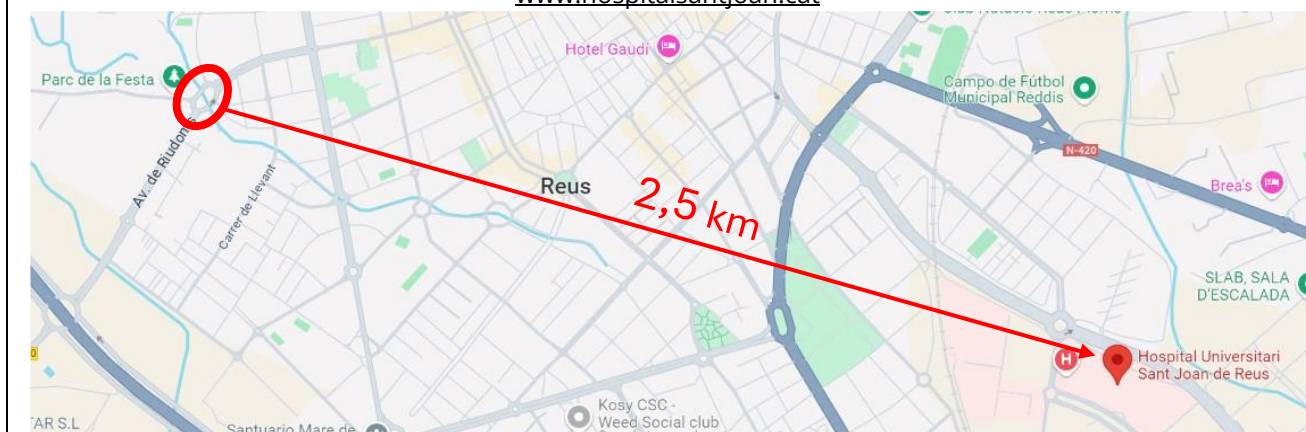 www.hospitalsantjoan.cat
Hotel Gaudí
Parc de la Festa
Campo de Fútbol
Municipal Reddis
N-420
Av. de Riudoms
Carrer de Llevant
Reus
2,5 km
Brea's
SLAB, SALA
D'ESCALADA
H
Hospital Universitari
Sant Joan de Reus
Kosy CSC -
Weed Social club
TAR S.L
Santuario Mare de